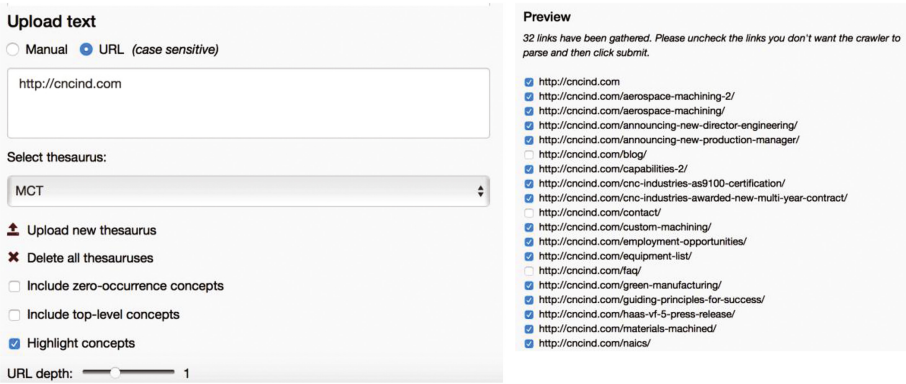 Upload text
Manual URL (case sensitive)
http://cncind.com
Select thesaurus:
MCT
Upload new thesaurus
Delete all thesauruses
Include zero-occurrence concepts
Include top-level concepts
Highlight concepts
URL depth: 1
Preview
32 links have been gathered. Please uncheck the links you don't want the crawler to
parse and then click submit.
http://cncind.com
http://cncind.com/aerospace-machining-2/
http://cncind.com/aerospace-machining/
http://cncind.com/announcing-new-director-engineering/
http://cncind.com/announcing-new-production-manager/
http://cncind.com/blog/
http://cncind.com/capabilities-2/
http://cncind.com/cnc-industries-as9100-certification/
http://cncind.com/cnc-industries-awarded-new-multi-year-contract/
http://cncind.com/contact/
http://cncind.com/custom-machining/
http://cncind.com/employment-opportunities/
http://cncind.com/equipment-list/
http://cncind.com/faq/
http://cncind.com/green-manufacturing/
http://cncind.com/guiding-principles-for-success/
http://cncind.com/haas-vf-5-press-release/
http://cncind.com/materials-machined/
http://cncind.com/naics/